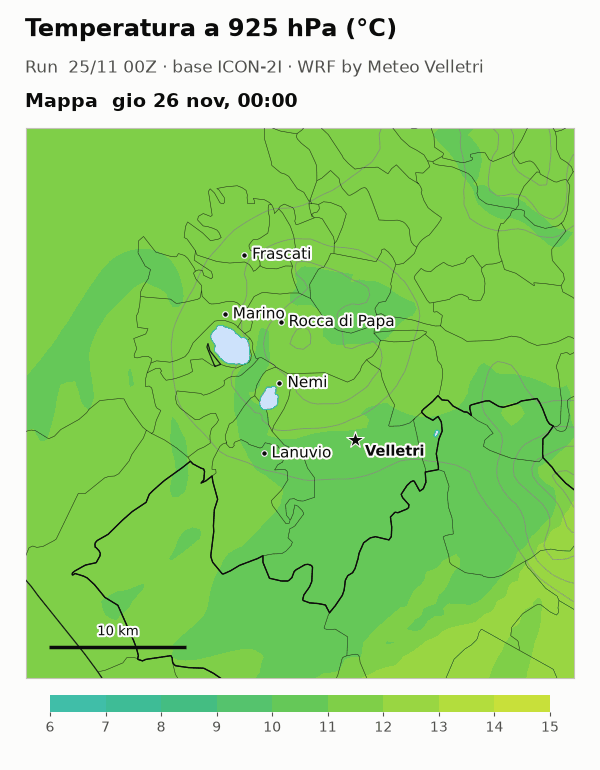 Temperatura a 925 hPa (°C)
Run  25/11 00Z · base ICON-2I · WRF by Meteo Velletri
Mappa  gio 26 nov, 00:00
Frascati
Marino
Rocca di Papa
Nemi
Velletri
Lanuvio
10 km
6 7 8 9 10 11 12 13 14 15